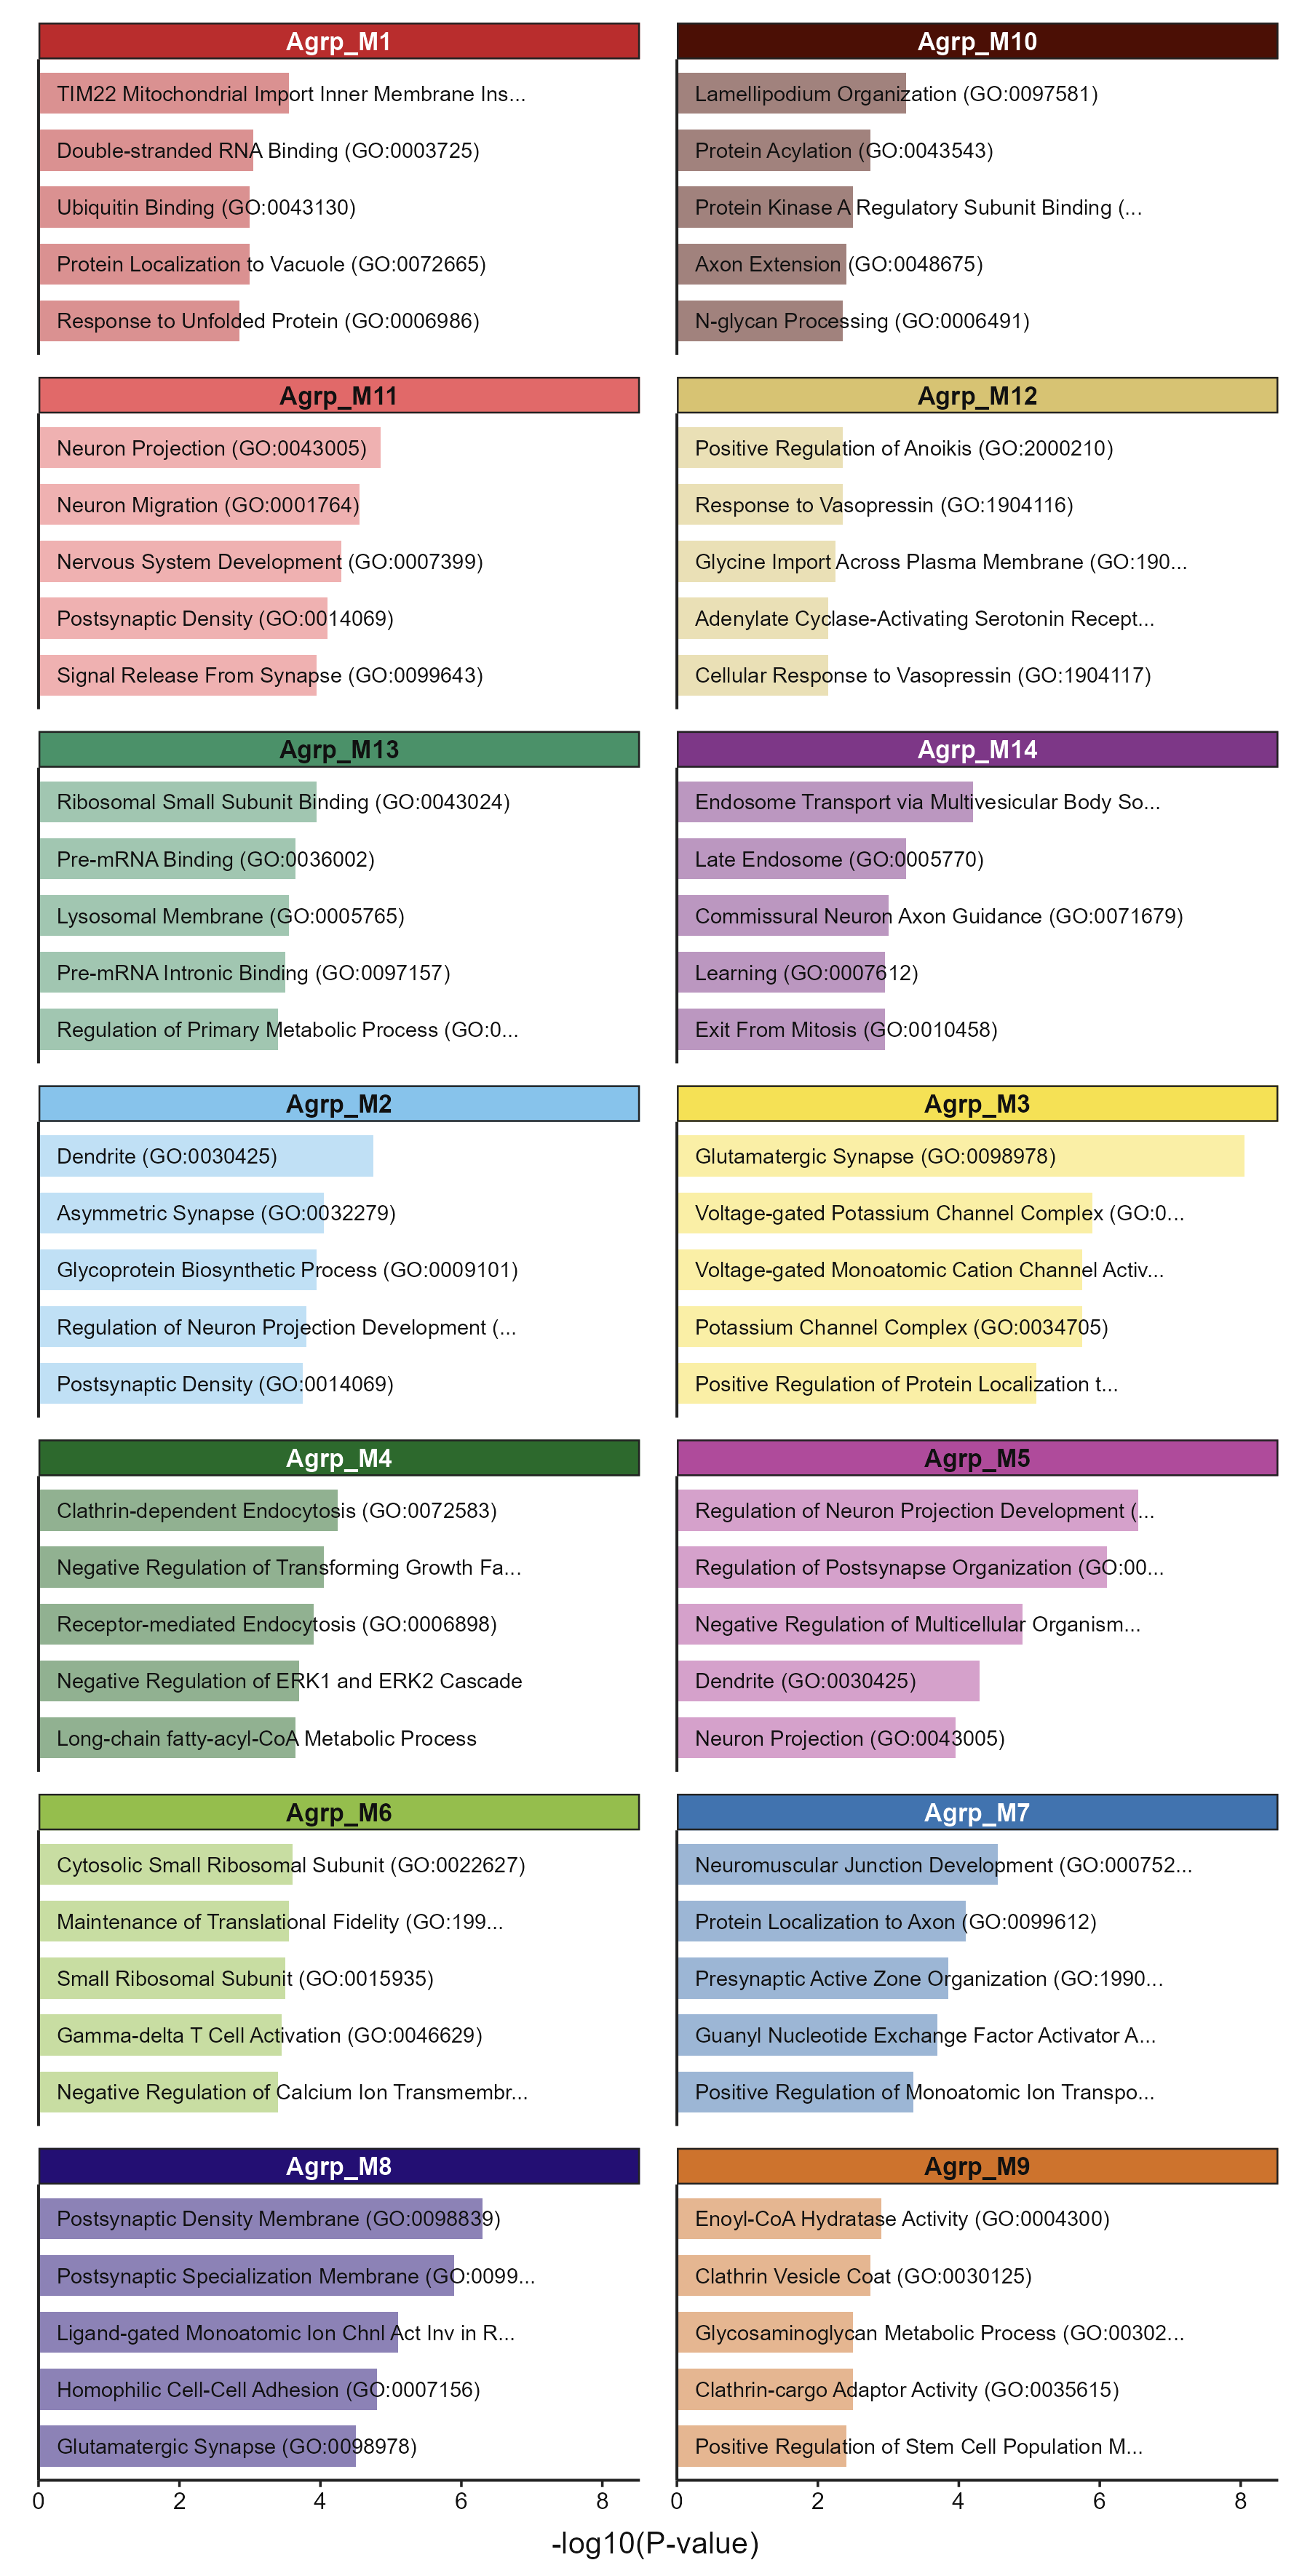 Agrp_M1
TIM22 Mitochondrial Import Inner Membrane Ins...
Double-stranded RNA Binding (GO:0003725)
Ubiquitin Binding (GO:0043130)
Protein Localization to Vacuole (GO:0072665)
Response to Unfolded Protein (GO:0006986)
Agrp_M10
Lamellipodium Organization (GO:0097581)
Protein Acylation (GO:0043543)
Protein Kinase A Regulatory Subunit Binding (...
Axon Extension (GO:0048675)
N-glycan Processing (GO:0006491)
Agrp_M11
Neuron Projection (GO:0043005)
Neuron Migration (GO:0001764)
Nervous System Development (GO:0007399)
Postsynaptic Density (GO:0014069)
Signal Release From Synapse (GO:0099643)
Agrp_M12
Positive Regulation of Anoikis (GO:2000210)
Response to Vasopressin (GO:1904116)
Glycine Import Across Plasma Membrane (GO:190...
Adenylate Cyclase-Activating Serotonin Recept...
Cellular Response to Vasopressin (GO:1904117)
Agrp_M13
Ribosomal Small Subunit Binding (GO:0043024)
Pre-mRNA Binding (GO:0036002)
Lysosomal Membrane (GO:0005765)
Pre-mRNA Intronic Binding (GO:0097157)
Regulation of Primary Metabolic Process (GO:0...
Agrp_M14
Endosome Transport via Multivesicular Body So...
Late Endosome (GO:0005770)
Commissural Neuron Axon Guidance (GO:0071679)
Learning (GO:0007612)
Exit From Mitosis (GO:0010458)
Agrp_M2
Dendrite (GO:0030425)
Asymmetric Synapse (GO:0032279)
Glycoprotein Biosynthetic Process (GO:0009101)
Regulation of Neuron Projection Development (...
Postsynaptic Density (GO:0014069)
Agrp_M3
Glutamatergic Synapse (GO:0098978)
Voltage-gated Potassium Channel Complex (GO:0...
Voltage-gated Monoatomic Cation Channel Activ...
Potassium Channel Complex (GO:0034705)
Positive Regulation of Protein Localization t...
Agrp_M4
Clathrin-dependent Endocytosis (GO:0072583)
Negative Regulation of Transforming Growth Fa...
Receptor-mediated Endocytosis (GO:0006898)
Negative Regulation of ERK1 and ERK2 Cascade
Long-chain fatty-acyl-CoA Metabolic Process
Agrp_M5
Regulation of Neuron Projection Development (...
Regulation of Postsynapse Organization (GO:00...
Negative Regulation of Multicellular Organism...
Dendrite (GO:0030425)
Neuron Projection (GO:0043005)
Agrp_M6
Cytosolic Small Ribosomal Subunit (GO:0022627)
Maintenance of Translational Fidelity (GO:199...
Small Ribosomal Subunit (GO:0015935)
Gamma-delta T Cell Activation (GO:0046629)
Negative Regulation of Calcium Ion Transmembr...
Agrp_M7
Neuromuscular Junction Development (GO:000752...
Protein Localization to Axon (GO:0099612)
Presynaptic Active Zone Organization (GO:1990...
Guanyl Nucleotide Exchange Factor Activator A...
Positive Regulation of Monoatomic Ion Transpo...
Agrp_M8
Postsynaptic Density Membrane (GO:0098839)
Postsynaptic Specialization Membrane (GO:0099...
Ligand-gated Monoatomic Ion Chnl Act Inv in R...
Homophilic Cell-Cell Adhesion (GO:0007156)
Glutamatergic Synapse (GO:0098978)
0 2 4 6 8
Agrp_M9
Enoyl-CoA Hydratase Activity (GO:0004300)
Clathrin Vesicle Coat (GO:0030125)
Glycosaminoglycan Metabolic Process (GO:00302...
Clathrin-cargo Adaptor Activity (GO:0035615)
Positive Regulation of Stem Cell Population M...
0 2 4 6 8
-log10(P-value)